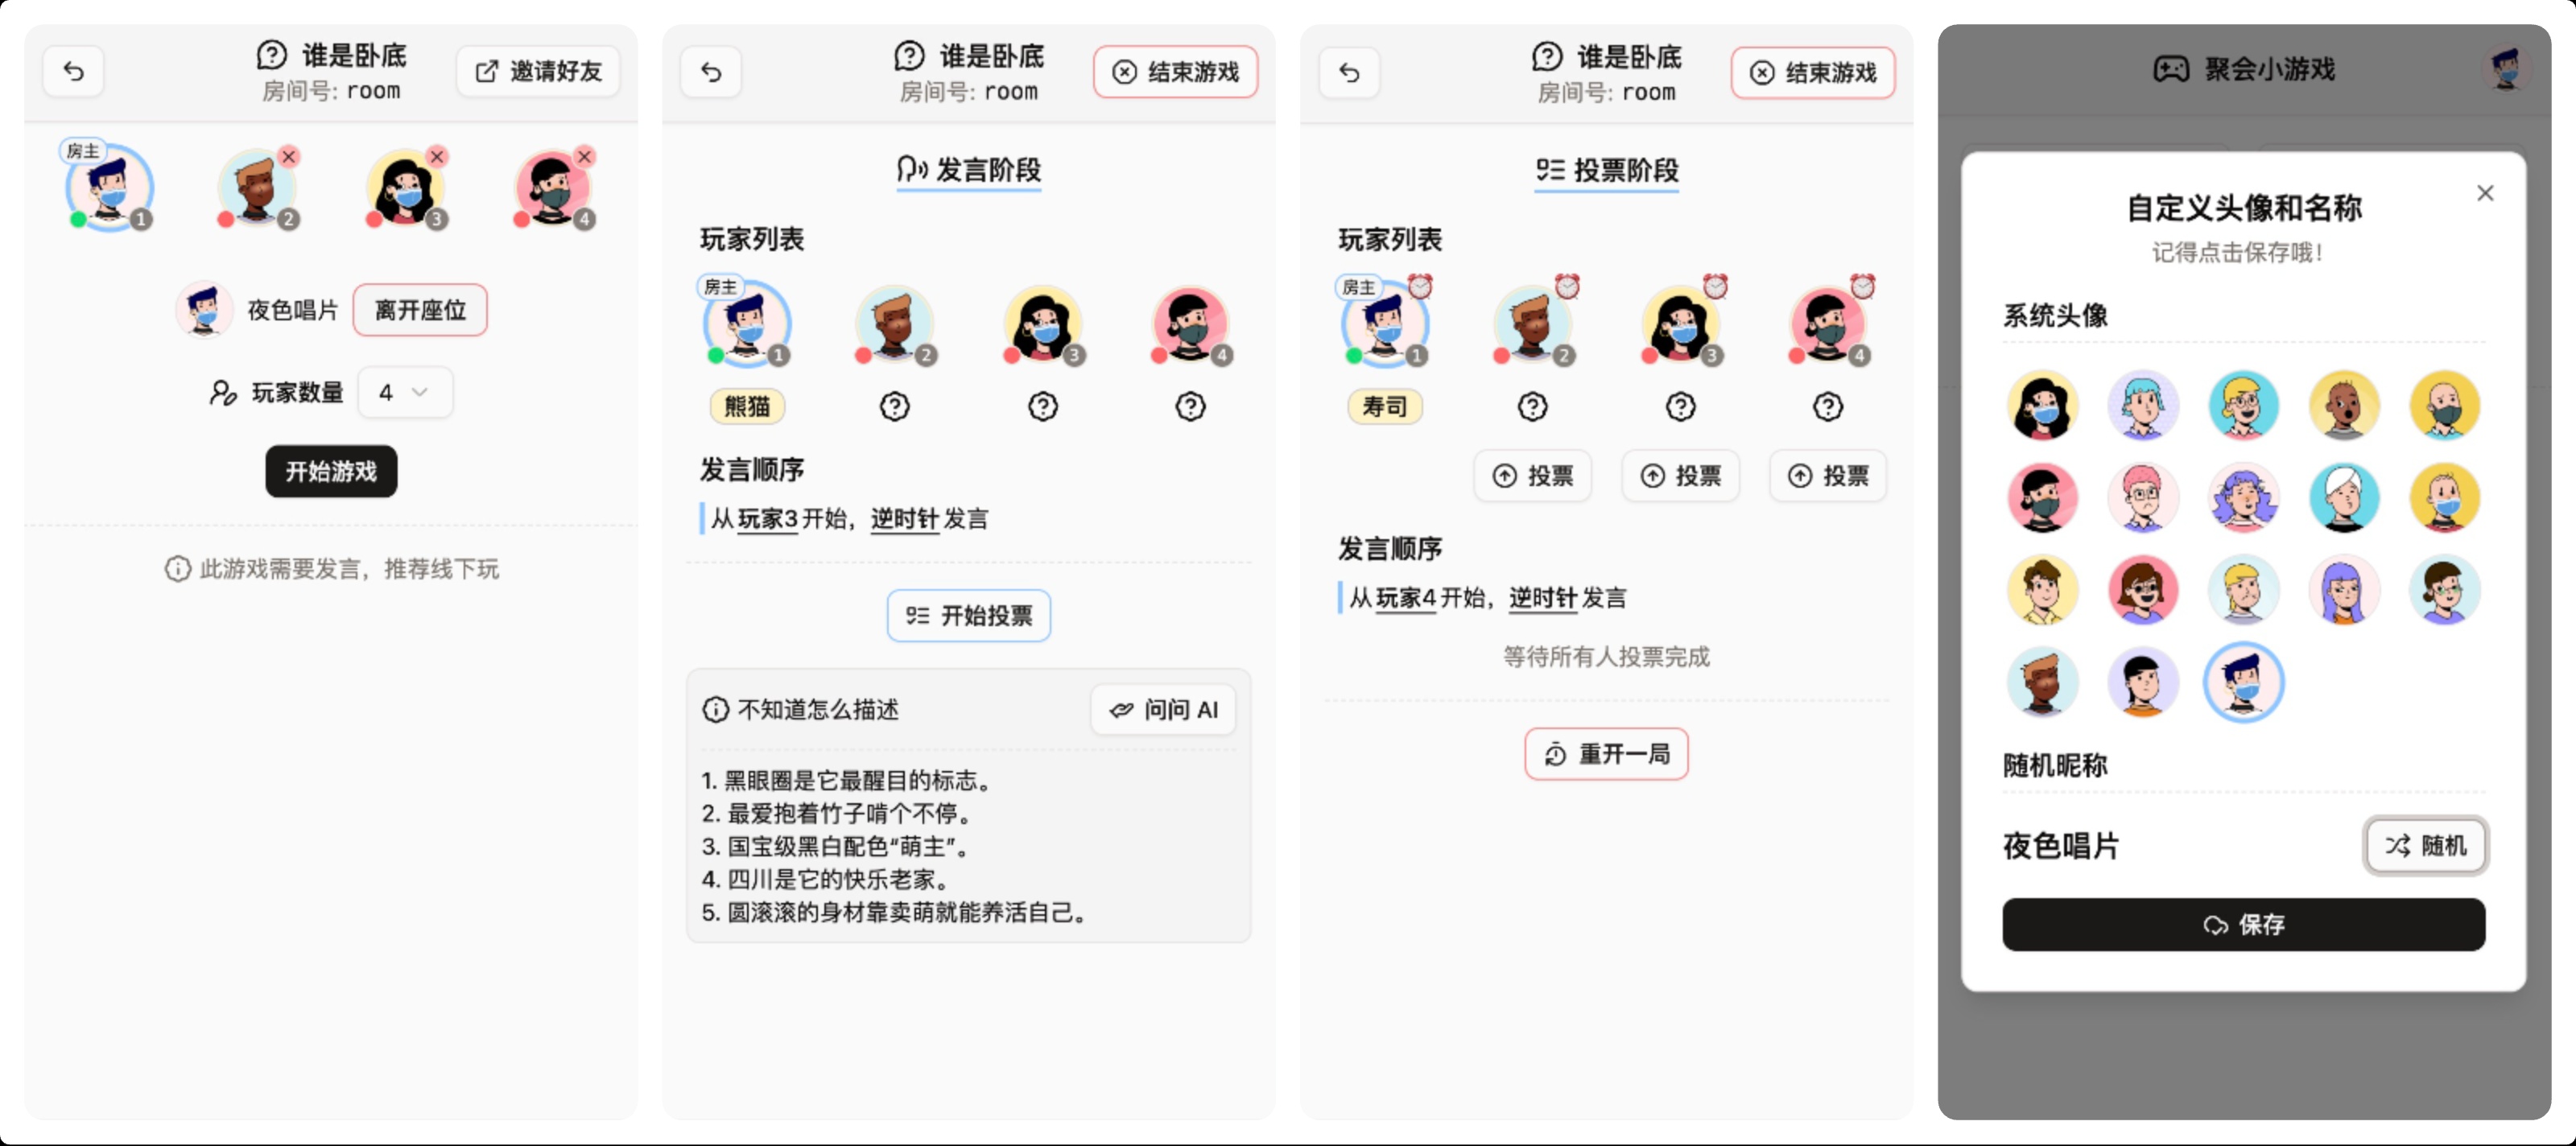 谁是卧底
房间号: room
邀请好友
房主
1
2
3
4
夜色唱片
离开座位
玩家数量
4
开始游戏
此游戏需要发言，推荐线下玩
谁是卧底
房间号: room
结束游戏
发言阶段
玩家列表
房主
1
2
3
4
熊猫
发言顺序
从 玩家3 开始，逆时针 发言
开始投票
不知道怎么描述
问问 AI
1. 黑眼圈是它最醒目的标志。
2. 最爱抱着竹子啃个不停。
3. 国宝级黑白配色“萌主”。
4. 四川是它的快乐老家。
5. 圆滚滚的身材靠卖萌就能养活自己。
谁是卧底
房间号: room
结束游戏
投票阶段
玩家列表
房主
1
2
3
4
寿司
投票
投票
投票
发言顺序
从 玩家4 开始，逆时针 发言
等待所有人投票完成
重开一局
聚会小游戏
自定义头像和名称
记得点击保存哦！
系统头像
随机昵称
夜色唱片
随机
保存